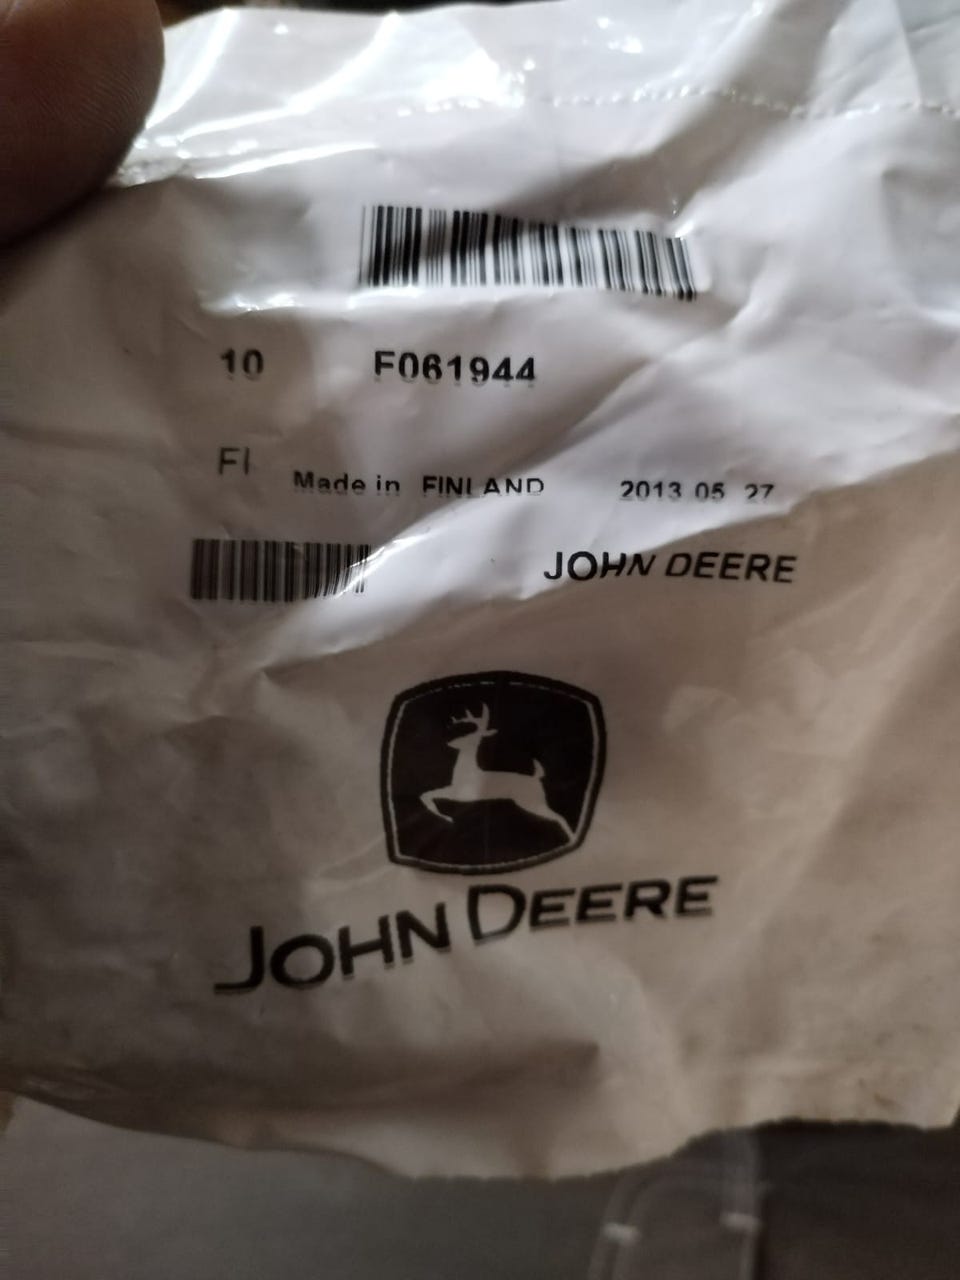 10 F061944
FI Made in FINLAND 2013 05 27
JOHN DEERE
JOHN DEERE